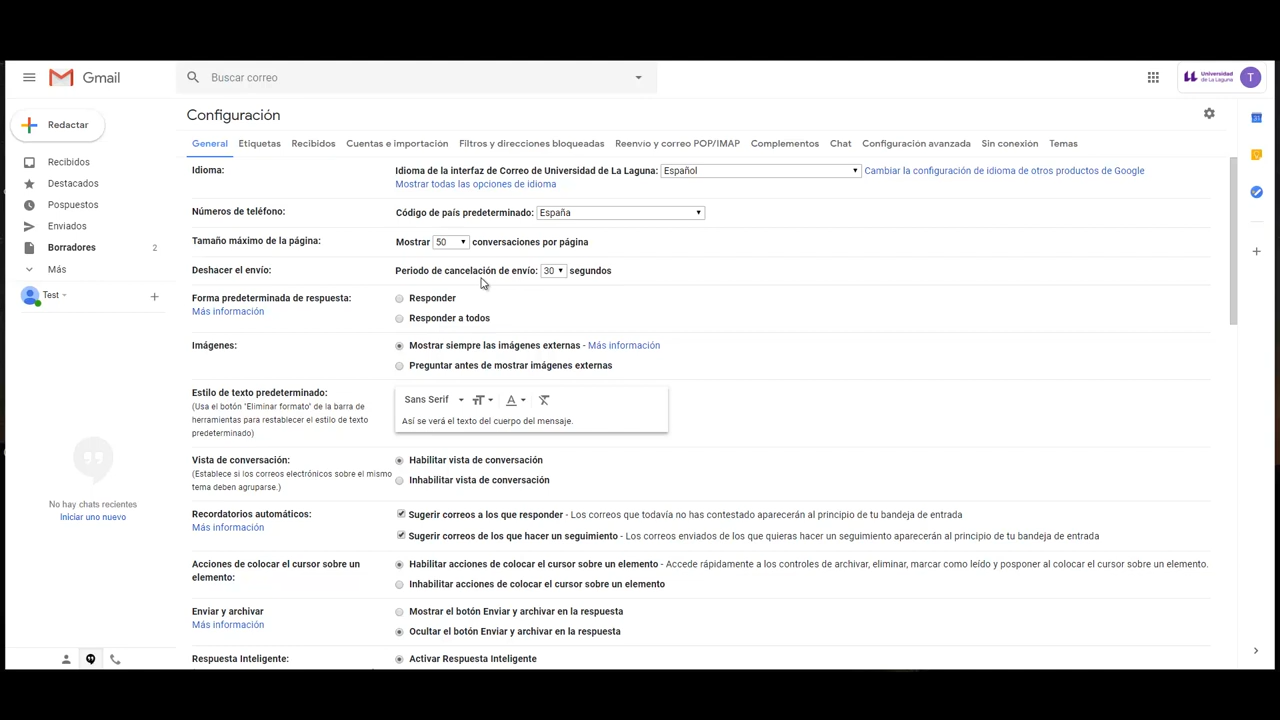 Gmail
Buscar correo
Universidad
de La Laguna
T
Redactar
Recibidos
Destacados
Pospuestos
Enviados
Borradores 2
Más
Test
No hay chats recientes
Iniciar uno nuevo
Configuración
General Etiquetas Recibidos Cuentas e importación Filtros y direcciones bloqueadas Reenvío y correo POP/IMAP Complementos Chat Configuración avanzada Sin conexión Temas
Idioma: Idioma de la interfaz de Correo de Universidad de La Laguna: Español Cambiar la configuración de idioma de otros productos de Google
Mostrar todas las opciones de idioma
Números de teléfono: Código de país predeterminado: España
Tamaño máximo de la página: Mostrar 50 conversaciones por página
Deshacer el envío: Periodo de cancelación de envío: 30 segundos
Forma predeterminada de respuesta: Responder
Más información
Responder a todos
Imágenes: Mostrar siempre las imágenes externas - Más información
Preguntar antes de mostrar imágenes externas
Estilo de texto predeterminado: Sans Serif
(Usa el botón "Eliminar formato" de la barra de
herramientas para restablecer el estilo de texto
predeterminado)
Así se verá el texto del cuerpo del mensaje.
Vista de conversación: Habilitar vista de conversación
(Establece si los correos electrónicos sobre el mismo
tema deben agruparse.)
Inhabilitar vista de conversación
Recordatorios automáticos: Sugerir correos a los que responder - Los correos que todavía no has contestado aparecerán al principio de tu bandeja de entrada
Más información
Sugerir correos de los que hacer un seguimiento - Los correos enviados de los que quieras hacer un seguimiento aparecerán al principio de tu bandeja de entrada
Acciones de colocar el cursor sobre un
elemento:
Habilitar acciones de colocar el cursor sobre un elemento - Accede rápidamente a los controles de archivar, eliminar, marcar como leído y posponer al colocar el cursor sobre un elemento.
Inhabilitar acciones de colocar el cursor sobre un elemento
Enviar y archivar Mostrar el botón Enviar y archivar en la respuesta
Más información
Ocultar el botón Enviar y archivar en la respuesta
Respuesta Inteligente: Activar Respuesta Inteligente